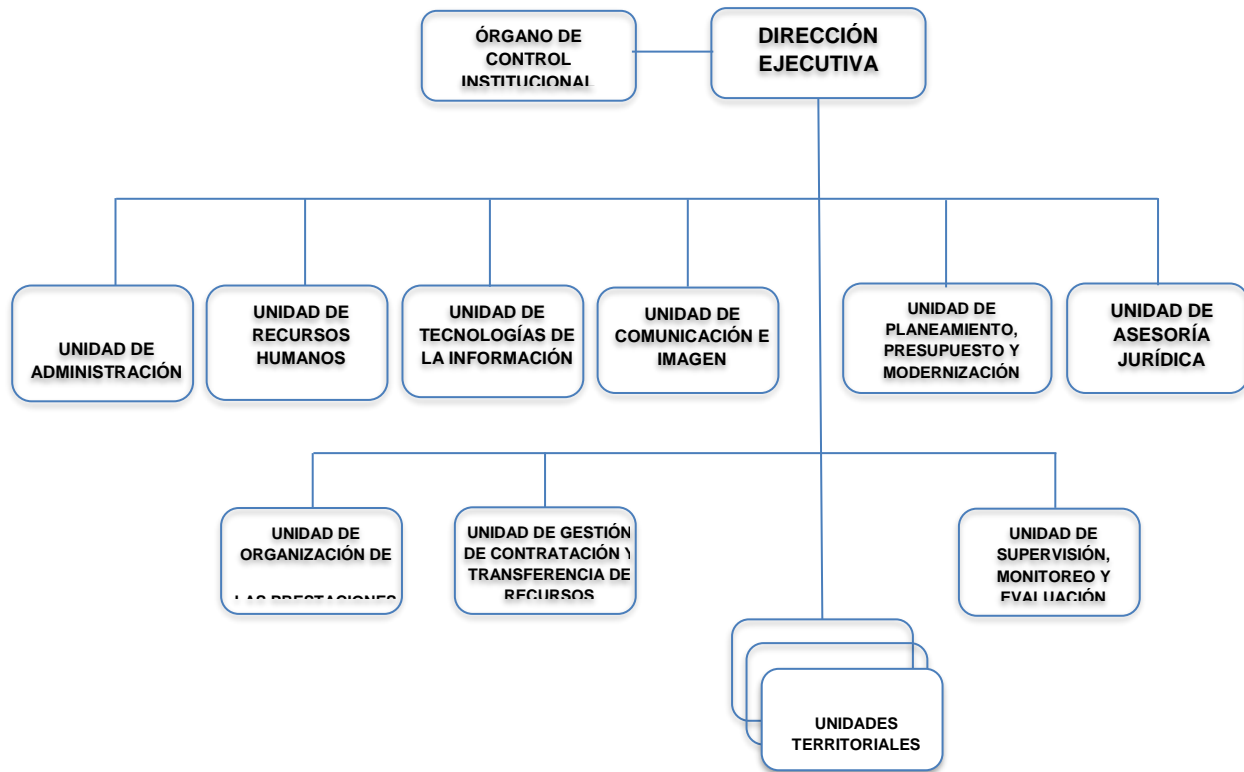 ÓRGANO DE
CONTROL
INSTITUCIONAL
DIRECCIÓN
EJECUTIVA
UNIDAD DE
ADMINISTRACIÓN
UNIDAD DE
RECURSOS
HUMANOS
UNIDAD DE
TECNOLOGÍAS DE
LA INFORMACIÓN
UNIDAD DE
COMUNICACIÓN E
IMAGEN
UNIDAD DE
PLANEAMIENTO,
PRESUPUESTO Y
MODERNIZACIÓN
UNIDAD DE
ASESORÍA
JURÍDICA
UNIDAD DE
ORGANIZACIÓN DE
LAS PRESTACIONES
UNIDAD DE GESTIÓN
DE CONTRATACIÓN Y
TRANSFERENCIA DE
RECURSOS
UNIDAD DE
SUPERVISIÓN,
MONITOREO Y
EVALUACIÓN
UNIDADES
TERRITORIALES